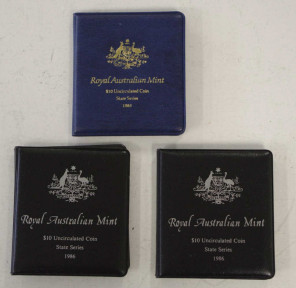 Royal Australian Mint
$10 Uncirculated Coin
State Series
1986
Royal Australian Mint
$10 Uncirculated Coin
State Series
1986
Royal Australian Mint
$10 Uncirculated Coin
State Series
1986